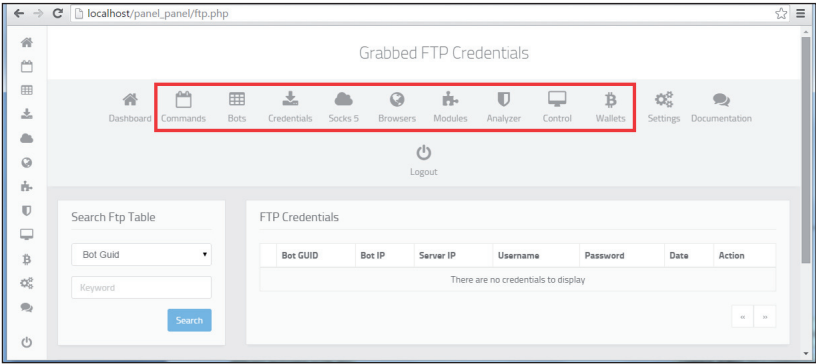 localhost/panel_panel/ftp.php
Grabbed FTP Credentials
Dashboard Commands Bots Credentials Socks 5 Browsers Modules Analyzer Control Wallets Settings Documentation
Logout
Search Ftp Table
Bot Guid
Keyword
Search
FTP Credentials
Bot GUID Bot IP Server IP Username Password Date Action
There are no credentials to display
« »